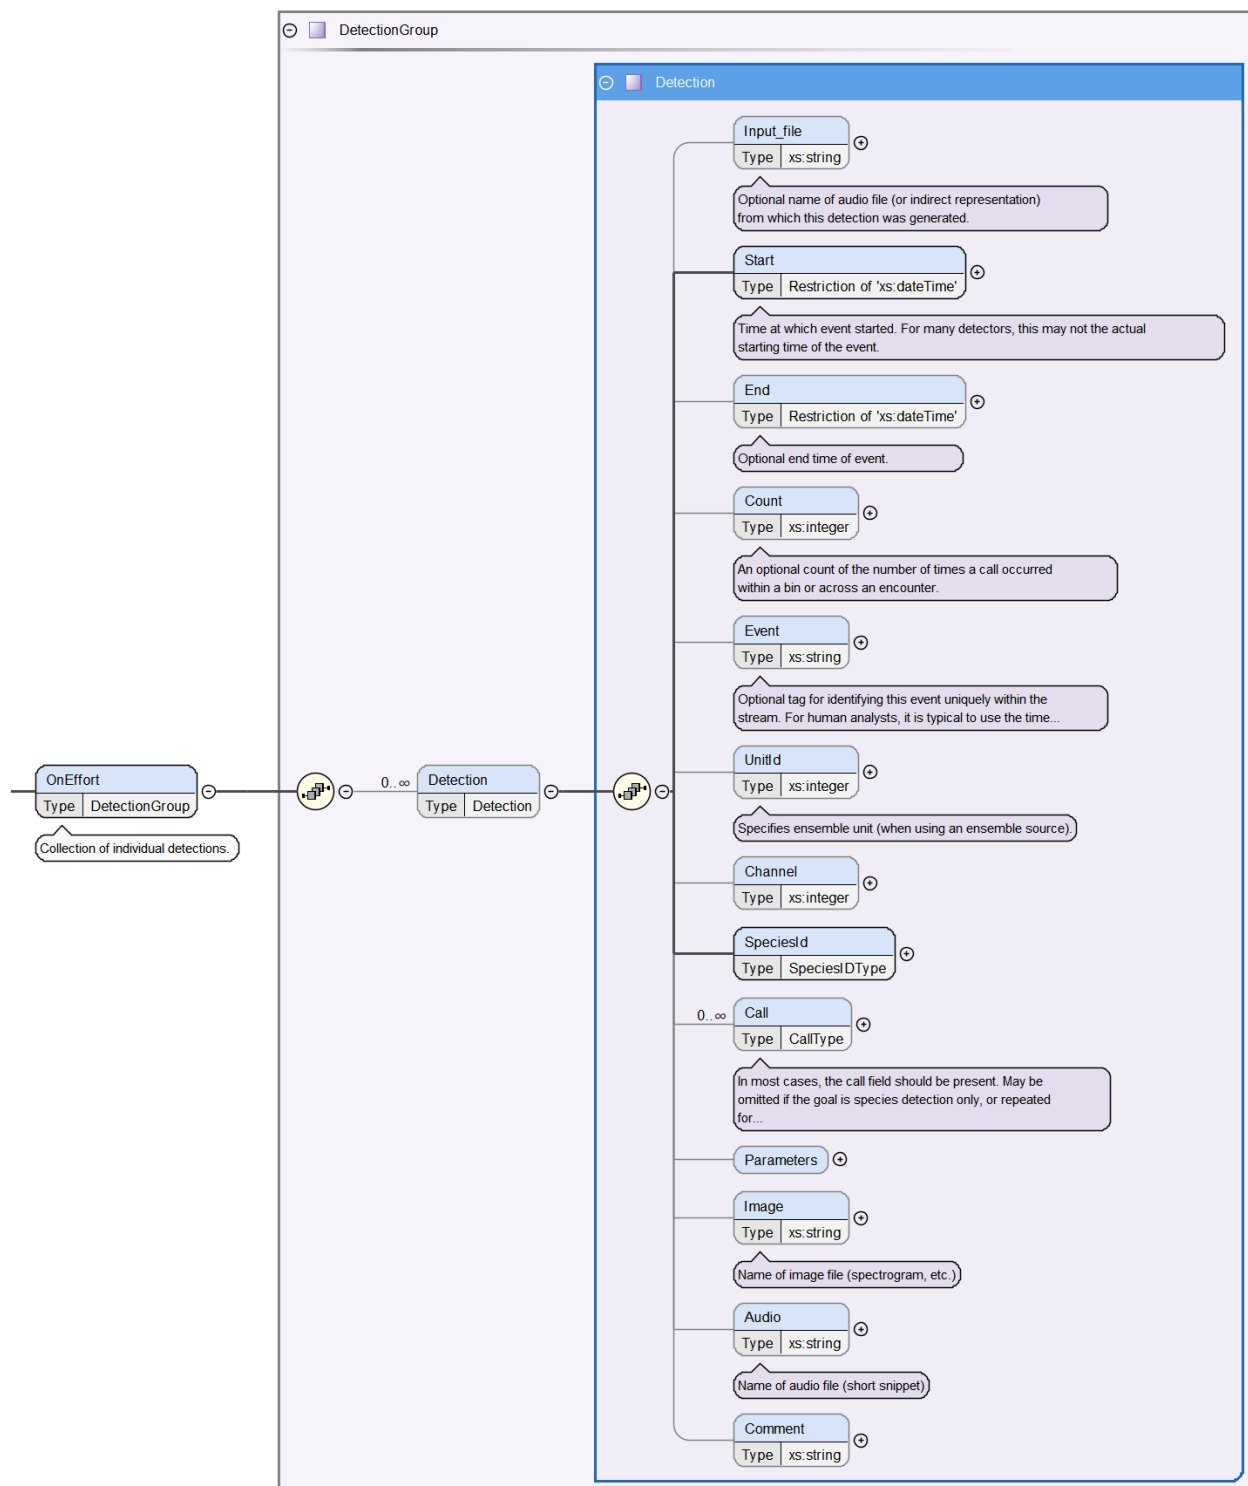 DetectionGroup
Detection
Input_file
Type xs:string
Optional name of audio file (or indirect representation)
from which this detection was generated.
Start
Type Restriction of 'xs:dateTime'
Time at which event started. For many detectors, this may not the actual
starting time of the event.
End
Type Restriction of 'xs:dateTime'
Optional end time of event.
Count
Type xs:integer
An optional count of the number of times a call occurred
within a bin or across an encounter.
Event
Type xs:string
Optional tag for identifying this event uniquely within the
stream. For human analysts, it is typical to use the time...
OnEffort
Type DetectionGroup
Collection of individual detections.
0..∞
Detection
Type Detection
UnitId
Type xs:integer
Specifies ensemble unit (when using an ensemble source).
Channel
Type xs:integer
SpeciesId
Type SpeciesIDType
0..∞
Call
Type CallType
In most cases, the call field should be present. May be
omitted if the goal is species detection only, or repeated
for...
Parameters
Image
Type xs:string
Name of image file (spectrogram, etc.)
Audio
Type xs:string
Name of audio file (short snippet)
Comment
Type xs:string